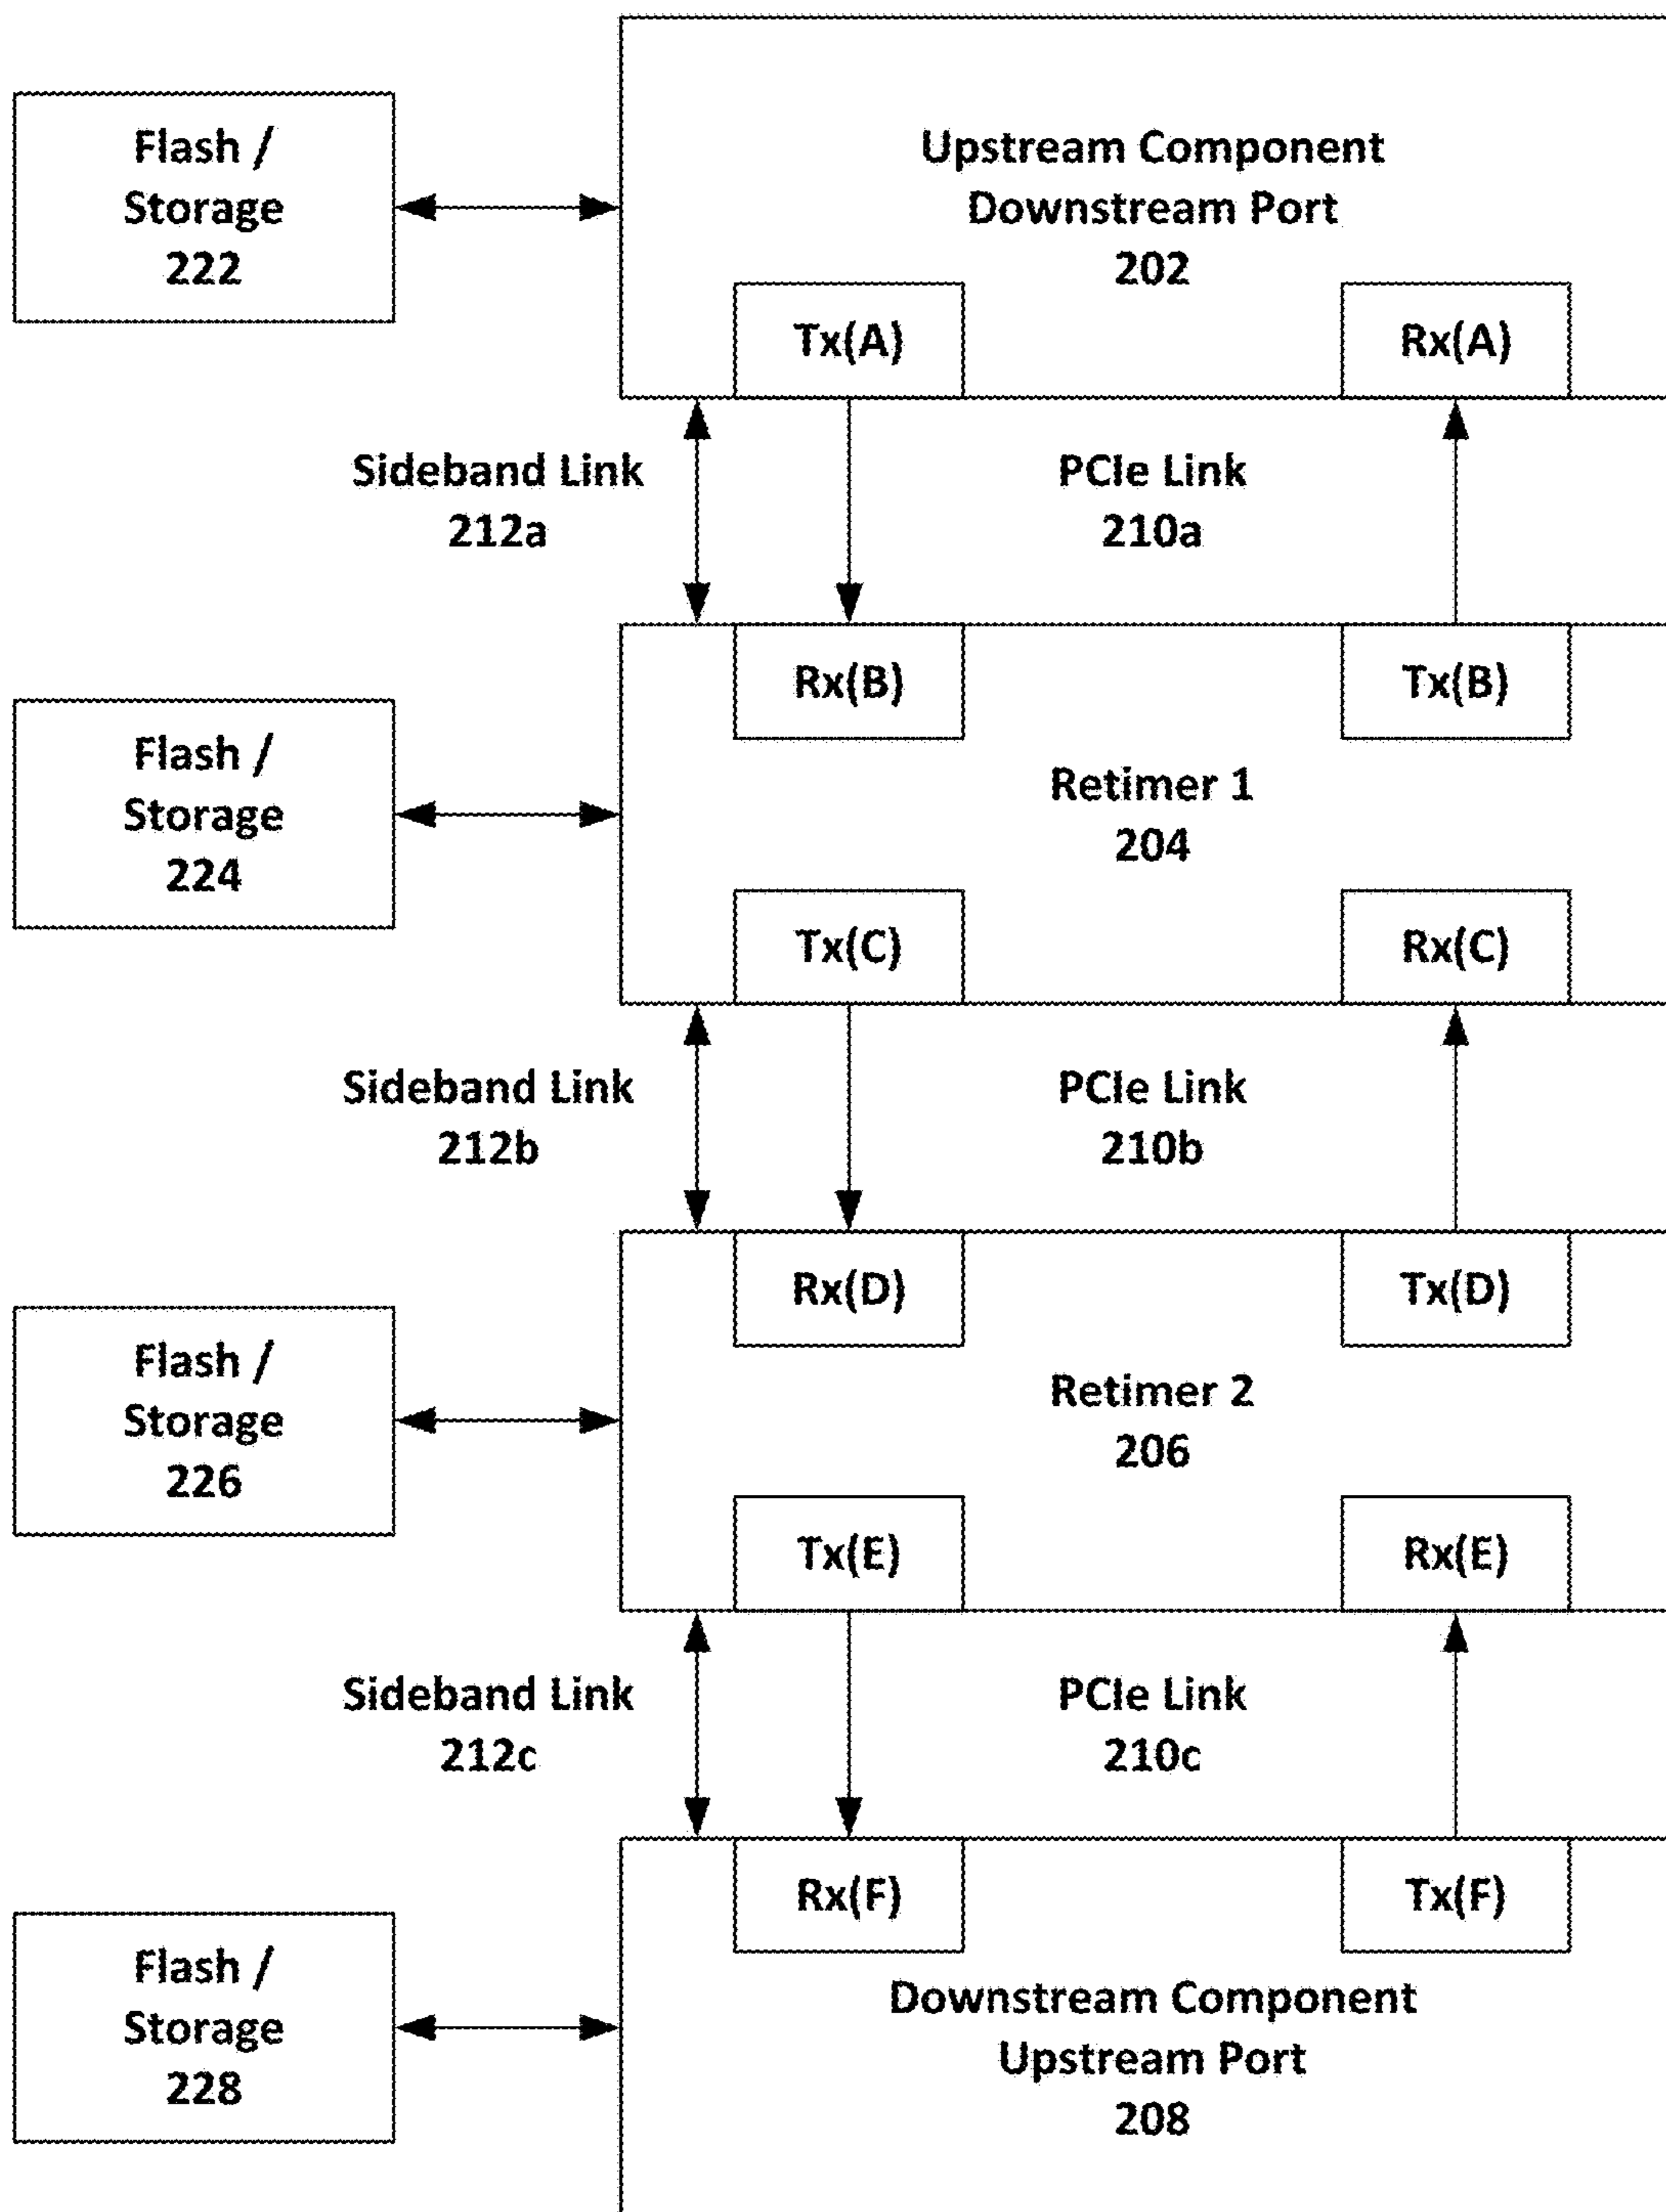 Flash /
Storage
222
Upstream Component
Downstream Port
202
Tx(A)
Rx(A)
Sideband Link
212a
PCIe Link
210a
Rx(B)
Tx(B)
Flash /
Storage
224
Retimer 1
204
Tx(C)
Rx(C)
Sideband Link
212b
PCIe Link
210b
Rx(D)
Tx(D)
Flash /
Storage
226
Retimer 2
206
Tx(E)
Rx(E)
Sideband Link
212c
PCIe Link
210c
Rx(F)
Tx(F)
Flash /
Storage
228
Downstream Component
Upstream Port
208